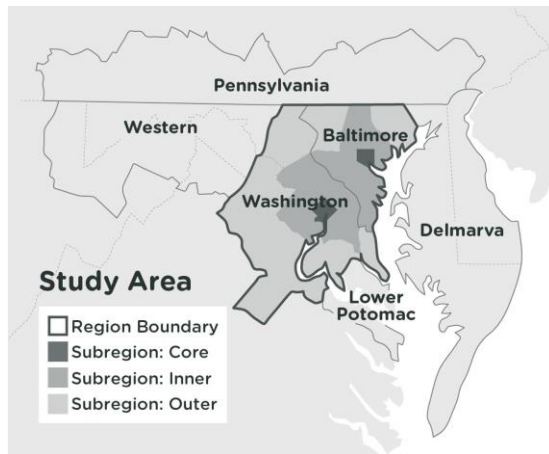 Pennsylvania
Western
Baltimore
Washington
Delmarva
Lower
Potomac
Study Area
Region Boundary
Subregion: Core
Subregion: Inner
Subregion: Outer